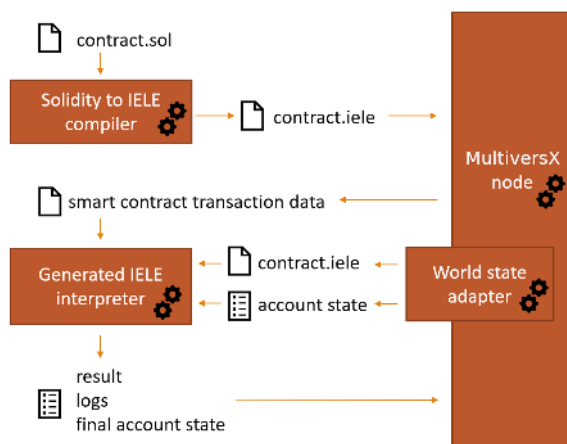 contract.sol
Solidity to IELE
compiler
contract.iele
MultiversX
node
smart contract transaction data
Generated IELE
interpreter
contract.iele
account state
World state
adapter
result
logs
final account state